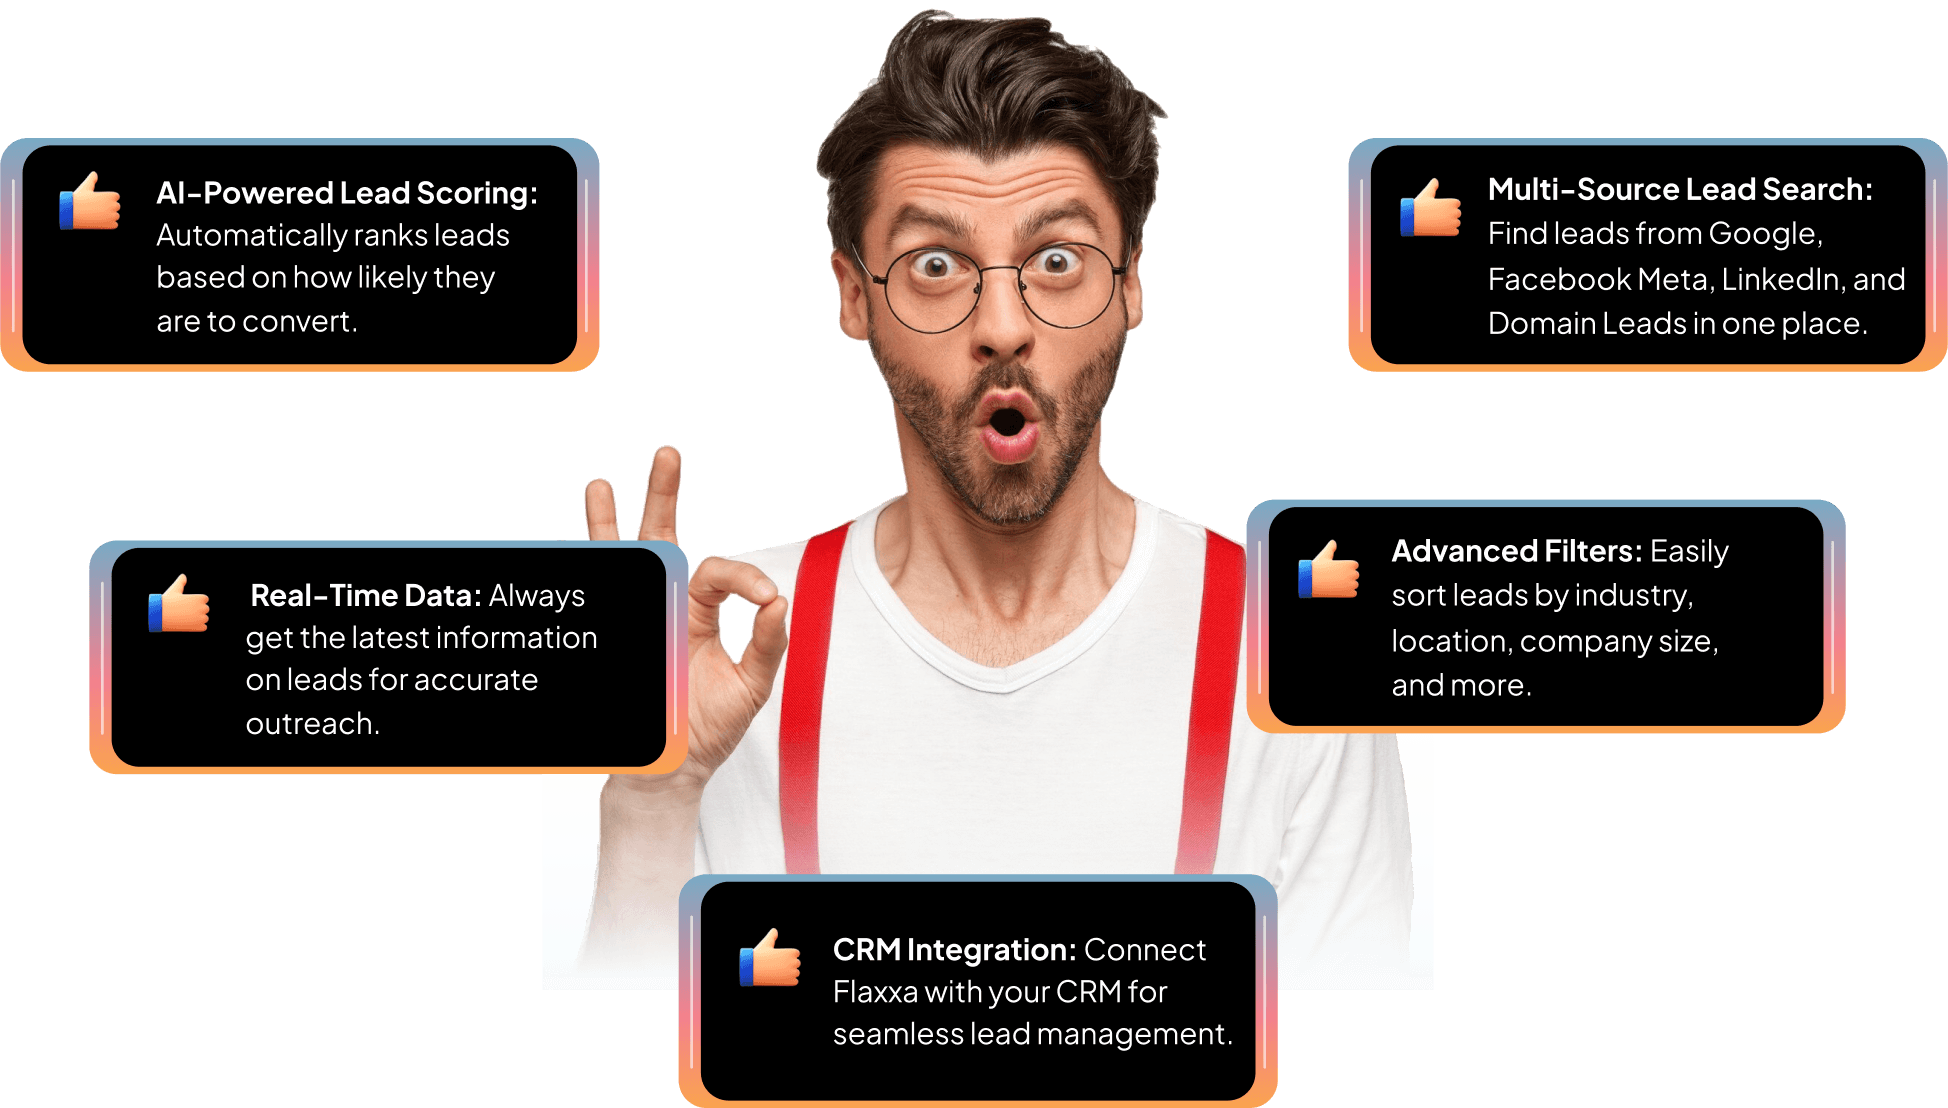 AI-Powered Lead Scoring:
Automatically ranks leads
based on how likely they
are to convert.
Multi-Source Lead Search:
Find leads from Google,
Facebook Meta, LinkedIn, and
Domain Leads in one place.
Real-Time Data: Always
get the latest information
on leads for accurate
outreach.
Advanced Filters: Easily
sort leads by industry,
location, company size,
and more.
CRM Integration: Connect
Flaxxa with your CRM for
seamless lead management.